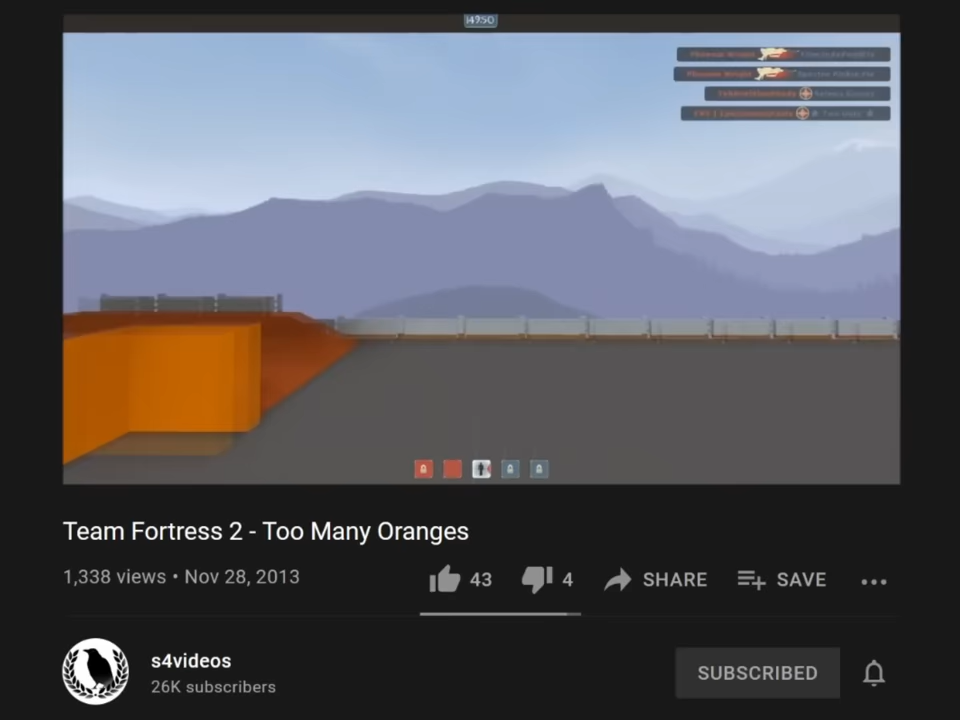 14:50
Team Fortress 2 - Too Many Oranges
1,338 views • Nov 28, 2013
43
4
SHARE
SAVE
s4videos
26K subscribers
SUBSCRIBED